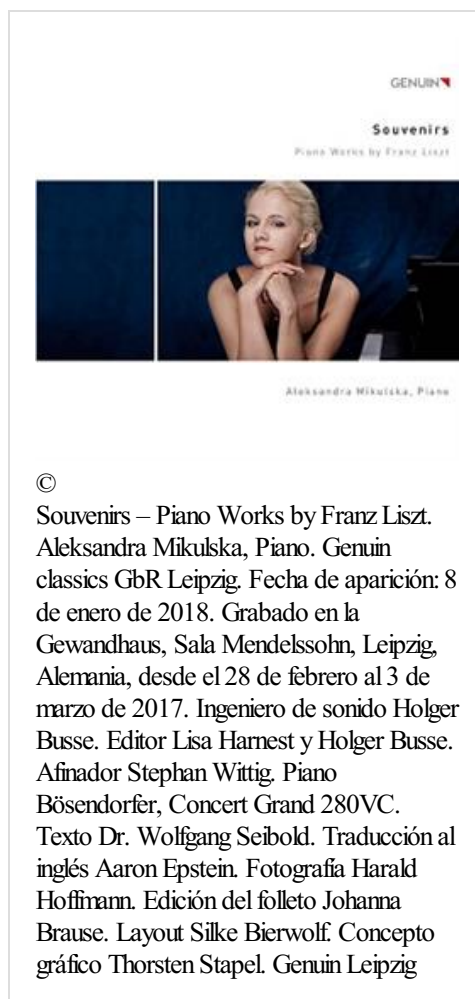 GENUIN
Souvenirs
Piano Works by Franz Liszt
Aleksandra Mikulska, Piano
©
Souvenirs – Piano Works by Franz Liszt.
Aleksandra Mikulska, Piano. Genuin
classics GbR Leipzig. Fecha de aparición: 8
de enero de 2018. Grabado en la
Gewandhaus, Sala Mendelssohn, Leipzig,
Alemania, desde el 28 de febrero al 3 de
marzo de 2017. Ingeniero de sonido Holger
Busse. Editor Lisa Harnest y Holger Busse.
Afinador Stephan Wittig. Piano
Bösendorfer, Concert Grand 280VC.
Texto Dr. Wolfgang Seibold. Traducción al
inglés Aaron Epstein. Fotografía Harald
Hoffmann. Edición del folleto Johanna
Brause. Layout Silke Bierwolf. Concepto
gráfico Thorsten Stapel. Genuin Leipzig